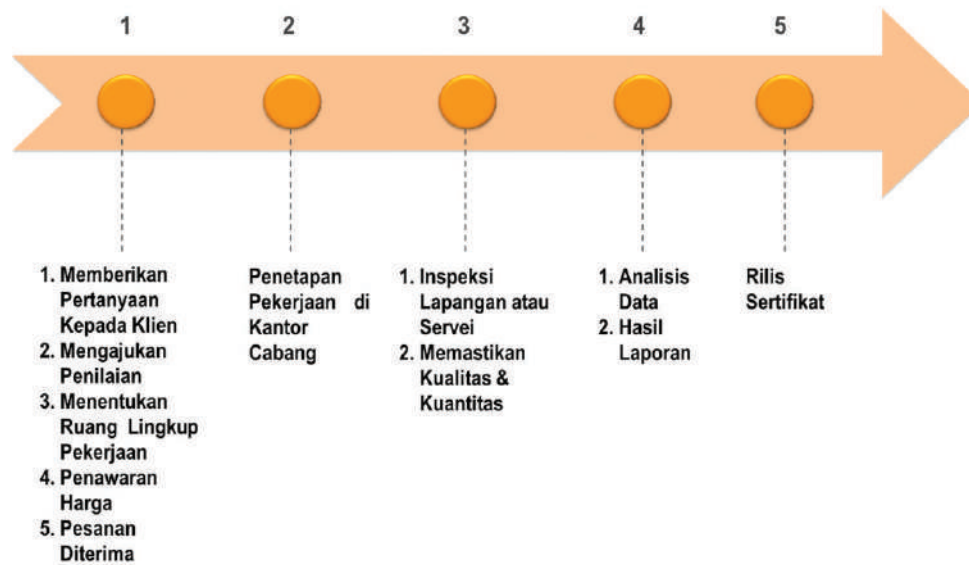 1 2 3 4 5
1. Memberikan
Pertanyaan
Kepada Klien
2. Mengajukan
Penilaian
3. Menentukan
Ruang Lingkup
Pekerjaan
4. Penawaran
Harga
5. Pesanan
Diterima
Penetapan
Pekerjaan di
Kantor
Cabang
1. Inspeksi
Lapangan atau
Servei
2. Memastikan
Kualitas &
Kuantitas
1. Analisis
Data
2. Hasil
Laporan
Rilis
Sertifikat